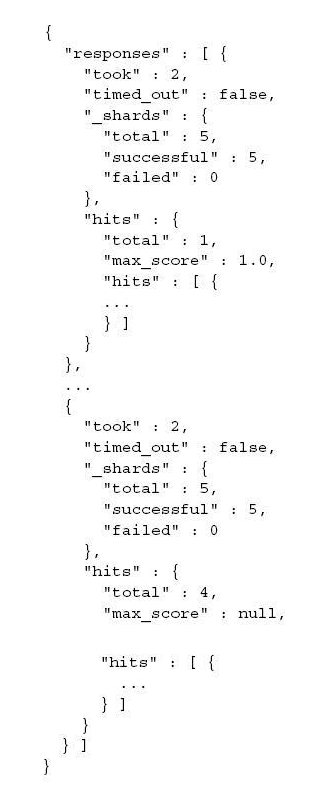 {
  "responses" : [ {
    "took" : 2,
    "timed_out" : false,
    "_shards" : {
      "total" : 5,
      "successful" : 5,
      "failed" : 0
    },
    "hits" : {
      "total" : 1,
      "max_score" : 1.0,
      "hits" : [ {
      ...
      } ]
    }
  },
  ...
  {
    "took" : 2,
    "timed_out" : false,
    "_shards" : {
      "total" : 5,
      "successful" : 5,
      "failed" : 0
    },
    "hits" : {
      "total" : 4,
      "max_score" : null,
      "hits" : [ {
        ...
      } ]
    }
  } ]
}